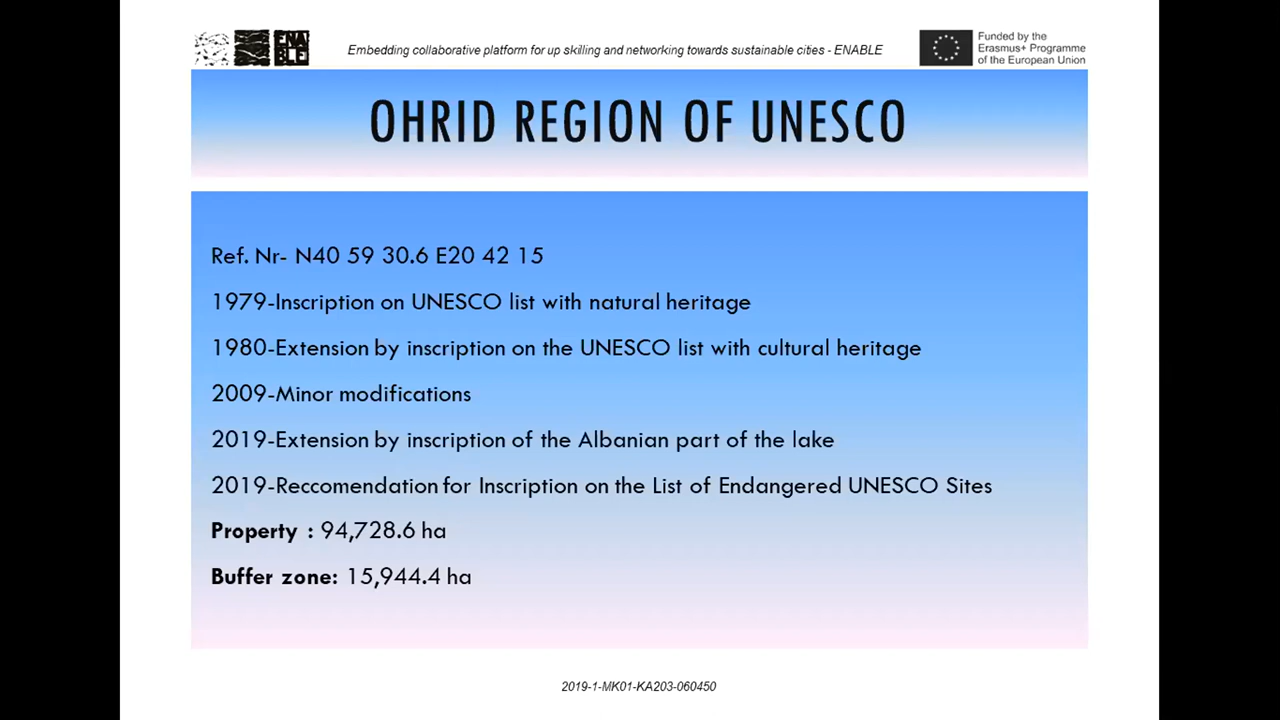 ENA
BLE
Embedding collaborative platform for up skilling and networking towards sustainable cities - ENABLE
Funded by the
Erasmus+ Programme
of the European Union
OHRID REGION OF UNESCO
Ref. Nr- N40 59 30.6 E20 42 15
1979-Inscription on UNESCO list with natural heritage
1980-Extension by inscription on the UNESCO list with cultural heritage
2009-Minor modifications
2019-Extension by inscription of the Albanian part of the lake
2019-Reccomendation for Inscription on the List of Endangered UNESCO Sites
Property : 94,728.6 ha
Buffer zone: 15,944.4 ha
2019-1-MK01-KA203-060450